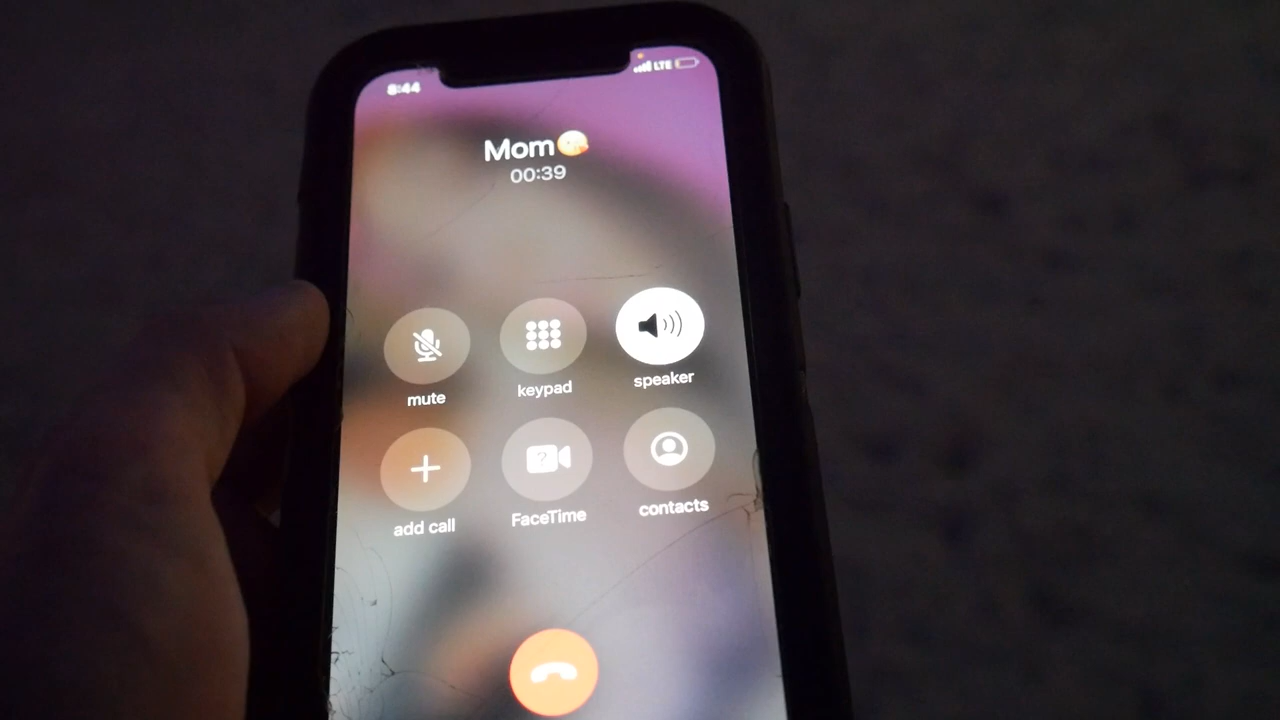 8:44 LTE
Mom😘
00:39
mute keypad speaker
?
add call FaceTime contacts